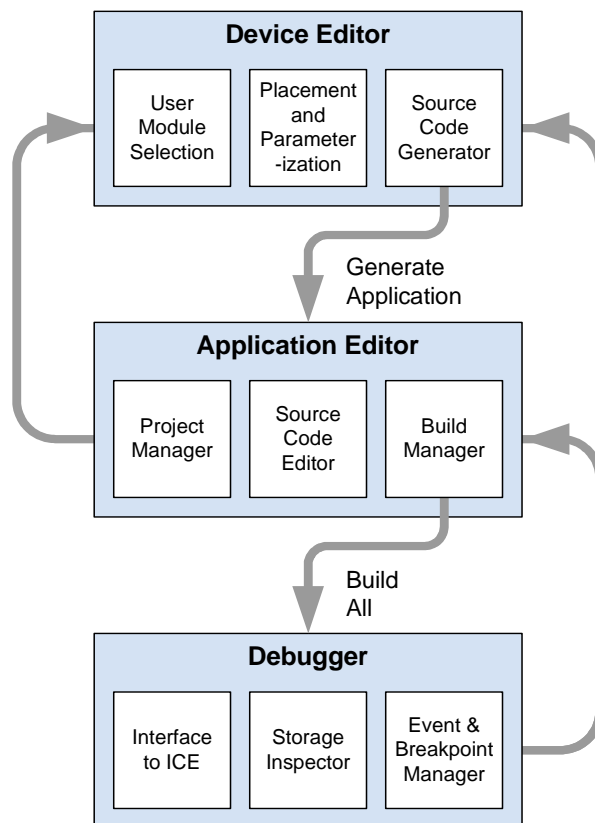 Device Editor
User
Module
Selection
Placement
and
Parameter
-ization
Source
Code
Generator
Generate
Application
Application Editor
Project
Manager
Source
Code
Editor
Build
Manager
Build
All
Debugger
Interface
to ICE
Storage
Inspector
Event &
Breakpoint
Manager